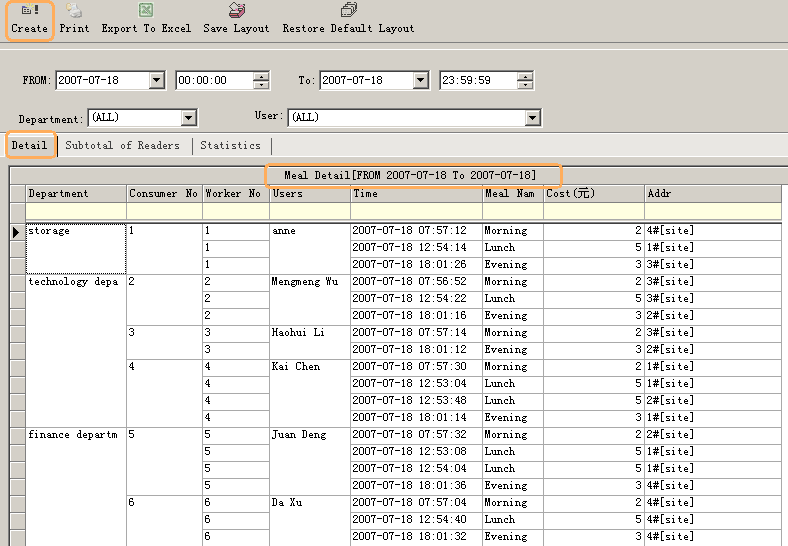 Create Print Export To Excel Save Layout Restore Default Layout
FROM: 2007-07-18 00:00:00 To: 2007-07-18 23:59:59
Department: (ALL) User: (ALL)
Detail Subtotal of Readers Statistics
Meal Detail[FROM 2007-07-18 To 2007-07-18]
Department Consumer No Worker No Users Time Meal Nam Cost(元) Addr
storage 1 1 anne 2007-07-18 07:57:12 Morning 2 4#[site]
1 2007-07-18 12:54:14 Lunch 5 1#[site]
1 2007-07-18 18:01:26 Evening 3 3#[site]
technology depa 2 2 Mengmeng Wu 2007-07-18 07:56:52 Morning 2 3#[site]
2 2007-07-18 12:54:22 Lunch 5 3#[site]
2 2007-07-18 18:01:16 Evening 3 2#[site]
3 3 Haohui Li 2007-07-18 07:57:14 Morning 2 3#[site]
3 2007-07-18 18:01:12 Evening 3 2#[site]
4 4 Kai Chen 2007-07-18 07:57:30 Morning 2 1#[site]
4 2007-07-18 12:53:04 Lunch 5 1#[site]
4 2007-07-18 12:53:48 Lunch 5 2#[site]
4 2007-07-18 18:01:14 Evening 3 1#[site]
finance departm 5 5 Juan Deng 2007-07-18 07:57:32 Morning 2 2#[site]
5 2007-07-18 12:53:08 Lunch 5 1#[site]
5 2007-07-18 12:54:04 Lunch 5 1#[site]
5 2007-07-18 18:01:36 Evening 3 4#[site]
6 6 Da Xu 2007-07-18 07:57:04 Morning 2 4#[site]
6 2007-07-18 12:54:40 Lunch 5 4#[site]
6 2007-07-18 18:01:32 Evening 3 4#[site]